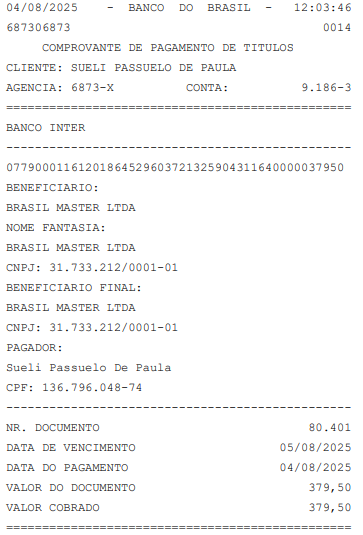 04/08/2025 - BANCO DO BRASIL - 12:03:46
687306873 0014
COMPROVANTE DE PAGAMENTO DE TITULOS
CLIENTE: SUELI PASSUELO DE PAULA
AGENCIA: 6873-X CONTA: 9.186-3
================================================
BANCO INTER
------------------------------------------------
07790001161201864529603721325904311640000037950
BENEFICIARIO:
BRASIL MASTER LTDA
NOME FANTASIA:
BRASIL MASTER LTDA
CNPJ: 31.733.212/0001-01
BENEFICIARIO FINAL:
BRASIL MASTER LTDA
CNPJ: 31.733.212/0001-01
PAGADOR:
Sueli Passuelo De Paula
CPF: 136.796.048-74
------------------------------------------------
NR. DOCUMENTO 80.401
DATA DE VENCIMENTO 05/08/2025
DATA DO PAGAMENTO 04/08/2025
VALOR DO DOCUMENTO 379,50
VALOR COBRADO 379,50
================================================